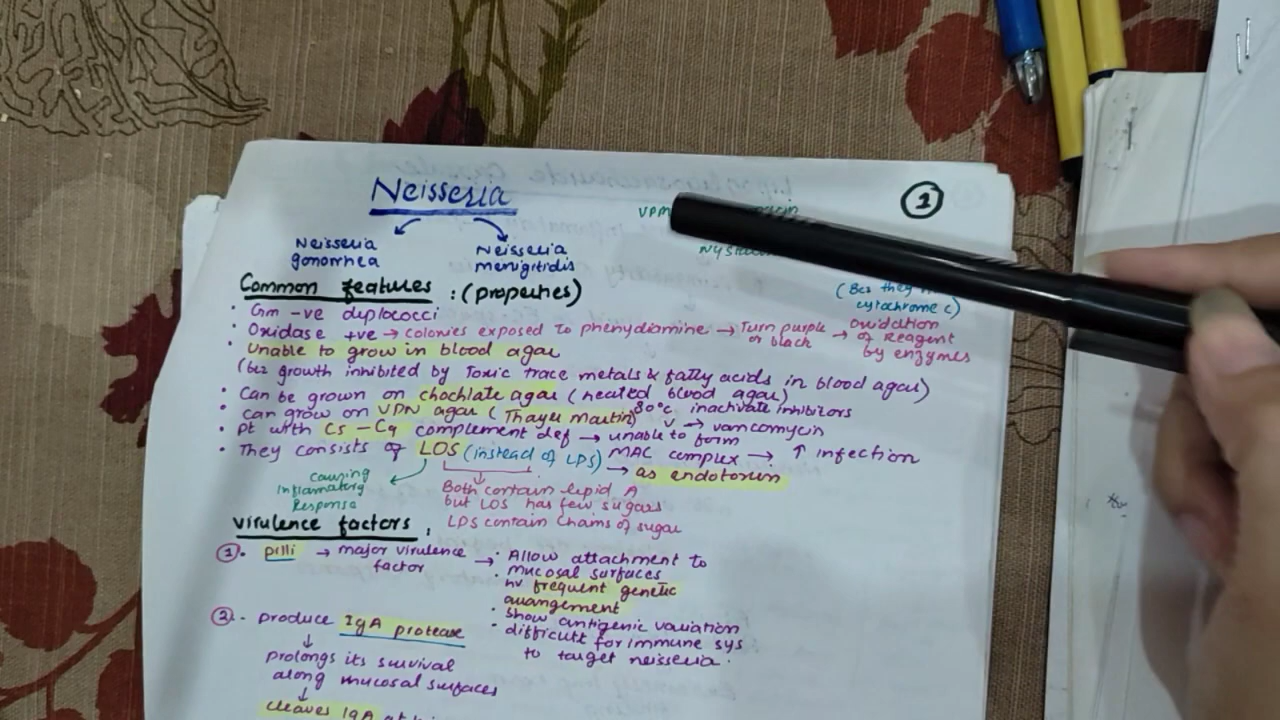 Neisseria
1
VPN
Neisseria gonorrhea
Neisseria menigitidis
Common features : (properties)
(Bcz they
cytochrome c)
• Gm -ve diplococci
• Oxidase +ve → colonies exposed to phenydiamine → Turn purple or black → Oxidation of Reagent by enzymes
• Unable to grow in blood agar
(bcz growth inhibited by Toxic trace metals & fatty acids in blood agar)
• Can be grown on chochlate agar (heated blood agar)
80°C inactivate inhibitors
• can grow on VPN agar (Thayer Martin) V → vancomycin
• Pt with C5 - C9 complement def → unable to form MAC complex → ↑ infection
• They consists of LOS (instead of LPS) → as endotoxin
causing Inflamatory Response
Both contain lipid A
but LOS has few sugars
LPS contain chains of sugar
Virulence factors :
1. pilli → major virulence factor → • Allow attachment to
mucosal surfaces
• hv frequent genetic
arrangement
• Show antigenic variation
• difficult for immune sys
to target neisseria.
2. produce IgA protease
↓
prolongs its survival
along mucosal surfaces
↓
cleaves IgA at